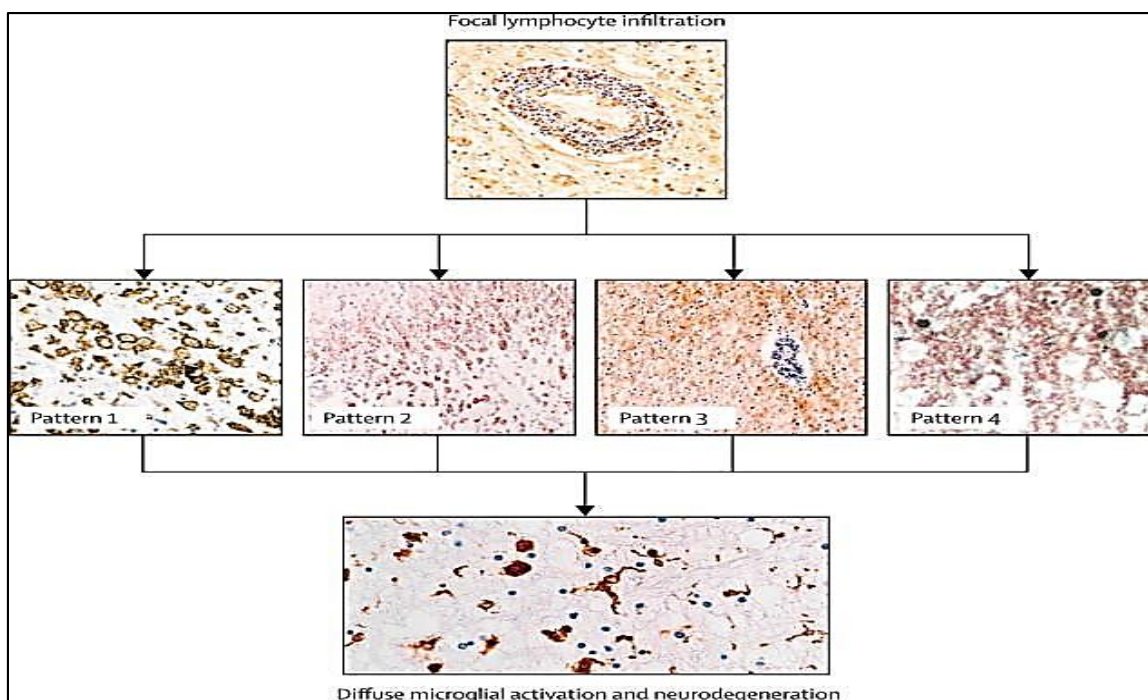 Focal lymphocyte infiltration
Pattern 1
Pattern 2
Pattern 3
Pattern 4
Diffuse microglial activation and neurodegeneration